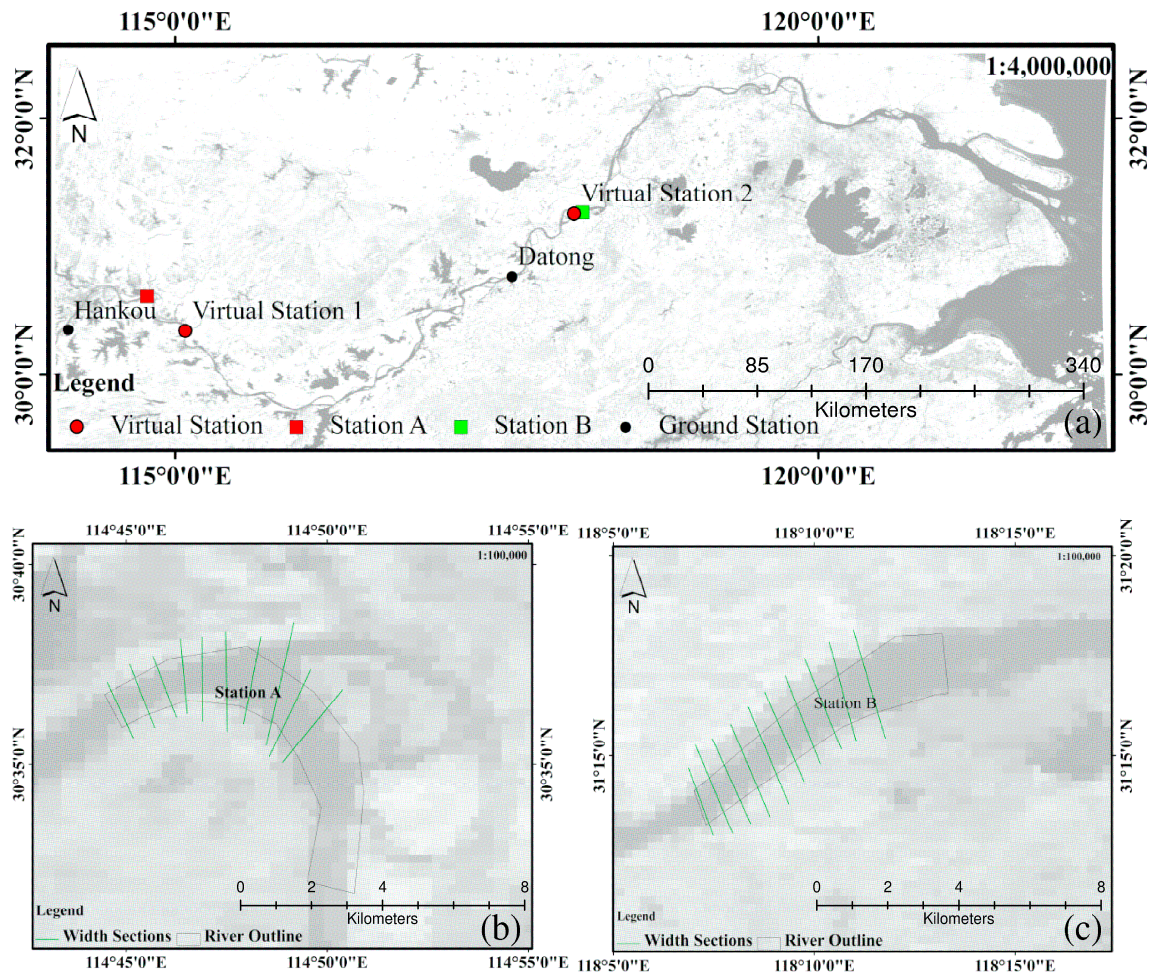 115°0'0"E 120°0'0"E
1:4,000,000
N
32°0'0"N 32°0'0"N
Virtual Station 2
Datong
Hankou Virtual Station 1
0 85 170 340
Kilometers
30°0'0"N 30°0'0"N
Legend
Virtual Station Station A Station B Ground Station
(a)
115°0'0"E 120°0'0"E
114°45'0"E 114°50'0"E 114°55'0"E
1:100,000
N
30°40'0"N
Station A
30°35'0"N 30°35'0"N
0 2 4 8
Kilometers
Legend
Width Sections River Outline
(b)
114°45'0"E 114°50'0"E 114°55'0"E
118°5'0"E 118°10'0"E 118°15'0"E
1:100,000
N
31°20'0"N
Station B
31°15'0"N 31°15'0"N
0 2 4 8
Kilometers
Legend
Width Sections River Outline
(c)
118°5'0"E 118°10'0"E 118°15'0"E